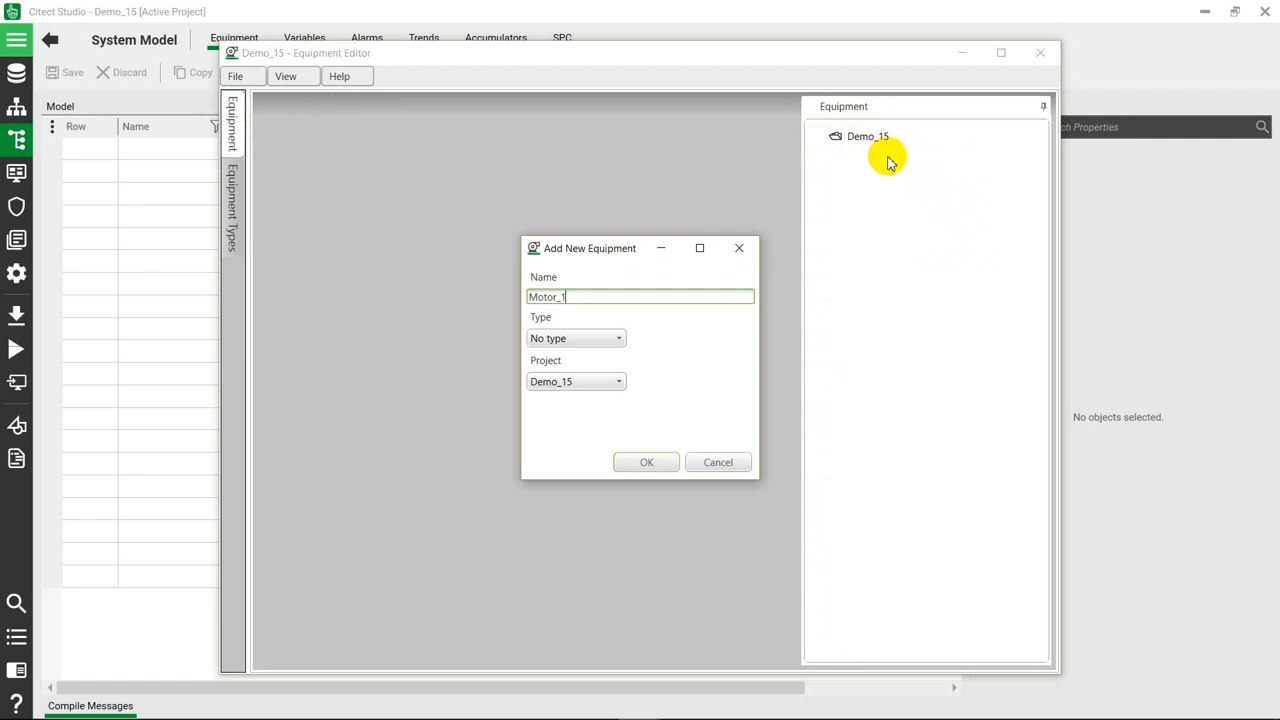 Citect Studio - Demo_15 [Active Project]
System Model
Equipment Variables Alarms Trends Accumulators SPC
Save Discard Copy
Demo_15 - Equipment Editor
File View Help
Model
Row Name
Equipment
Equipment Types
Equipment
Demo_15
ch Properties
No objects selected.
Add New Equipment
Name
Motor_1
Type
No type
Project
Demo_15
OK Cancel
Compile Messages